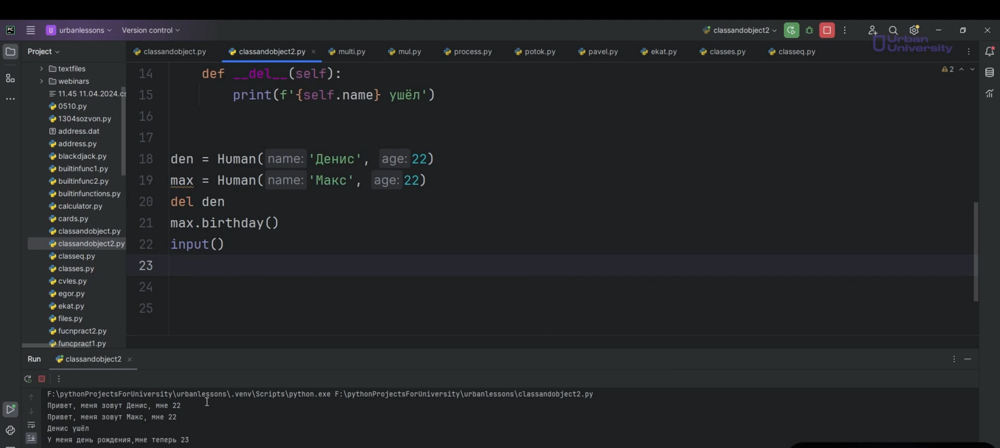 PC U urbanlessons Version control classandobject2
Urban
University
Project classandobject.py classandobject2.py multi.py mul.py process.py potok.py pavel.py ekat.py classes.py classeq.py
textfiles
webinars
11.45 11.04.2024.cs
0510.py
1304sozvon.py
address.dat
address.py
blackdjack.py
builtinfunc1.py
builtinfunc2.py
builtinfunctions.py
calculator.py
cards.py
classandobject.py
classandobject2.py
classeq.py
classes.py
cvles.py
egor.py
ekat.py
files.py
fucnpract2.py
funcpract1.py
2
14 def __del__(self):
15 print(f'{self.name} ушёл')
16
17
18 den = Human( name: 'Денис', age: 22)
19 max = Human( name: 'Макс', age: 22)
20 del den
21 max.birthday()
22 input()
23
24
25
Run classandobject2
F:\pythonProjectsForUniversity\urbanlessons\.venv\Scripts\python.exe F:\pythonProjectsForUniversity\urbanlessons\classandobject2.py
Привет, меня зовут Денис, мне 22
Привет, меня зовут Макс, мне 22
Денис ушёл
У меня день рождения,мне теперь 23